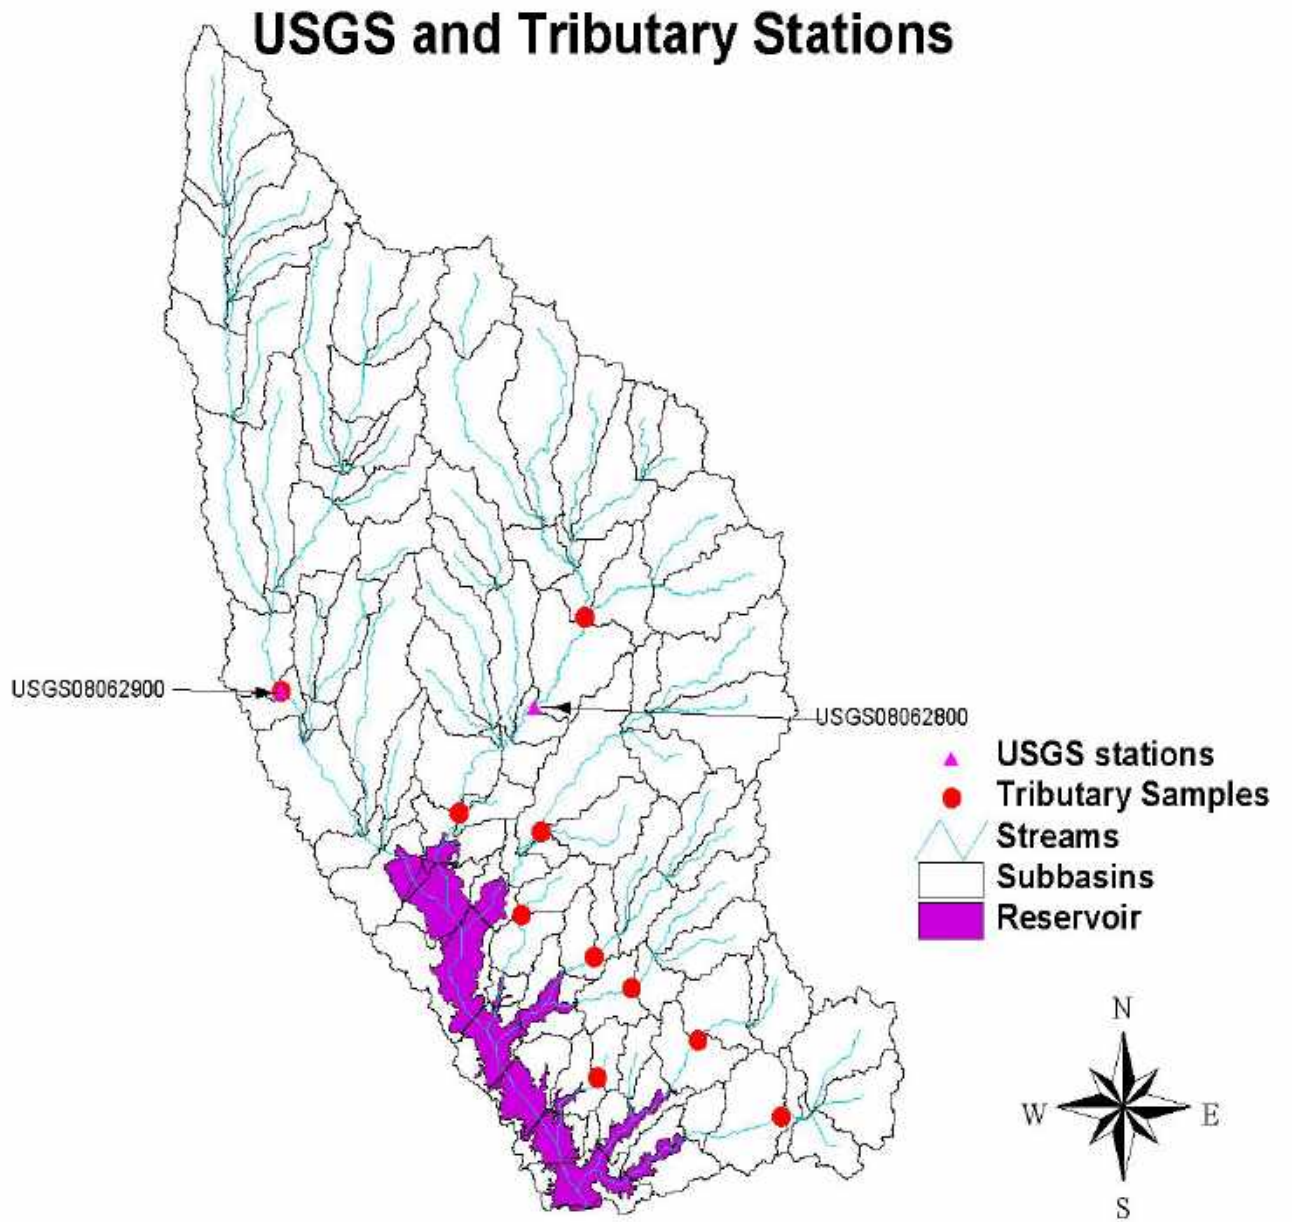 USGS and Tributary Stations
USGS08062900
USGS08062800
USGS stations
Tributary Samples
Streams
Subbasins
Reservoir
N
W
E
S